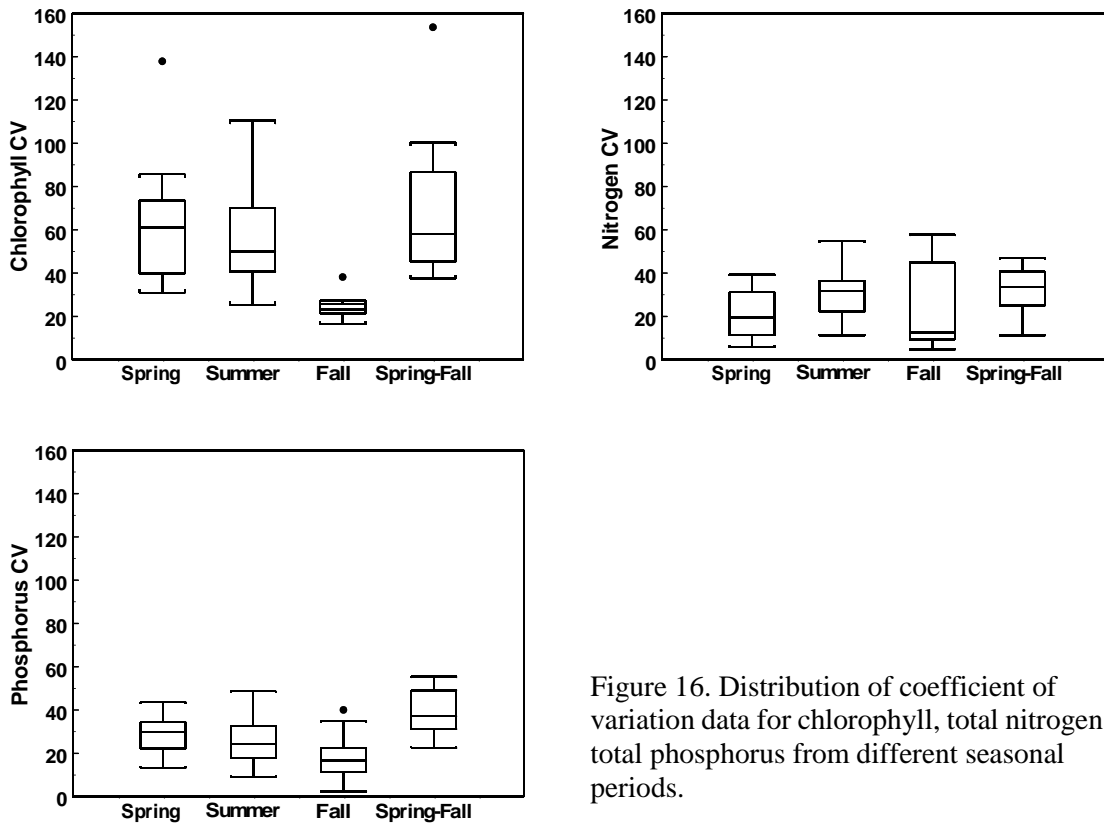 160
140
120
100
80
60
40
20
0
Chlorophyll CV
Spring Summer Fall Spring-Fall
160
140
120
100
80
60
40
20
0
Nitrogen CV
Spring Summer Fall Spring-Fall
160
140
120
100
80
60
40
20
0
Phosphorus CV
Spring Summer Fall Spring-Fall
Figure 16. Distribution of coefficient of
variation data for chlorophyll, total nitrogen
total phosphorus from different seasonal
periods.